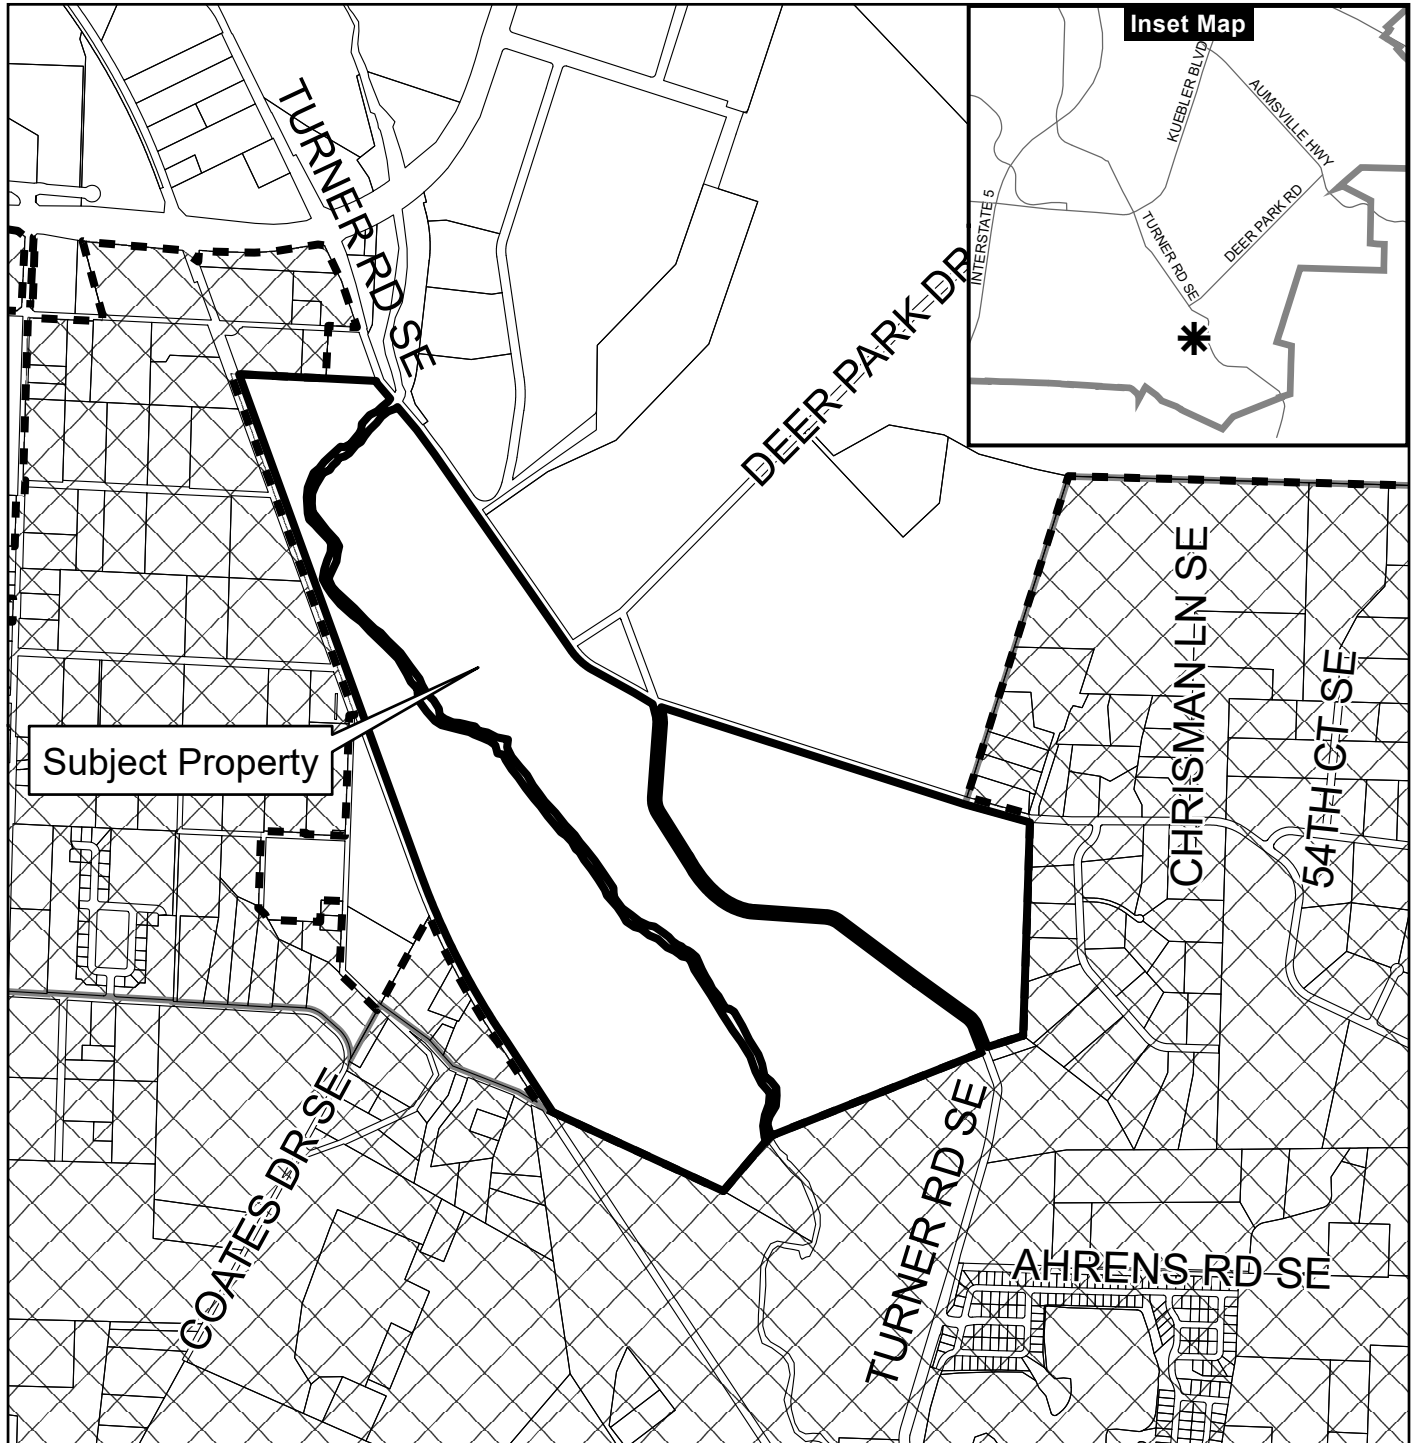 Inset Map
KUEBLER BLVD
AUMSVILLE HWY
INTERSTATE 5
TURNER RD SE
DEER PARK RD
TURNER RD SE
DEER PARK DR
CHRISMAN LN SE
54TH CT SE
Subject Property
COATES DR SE
TURNER RD SE
AHRENS RD SE